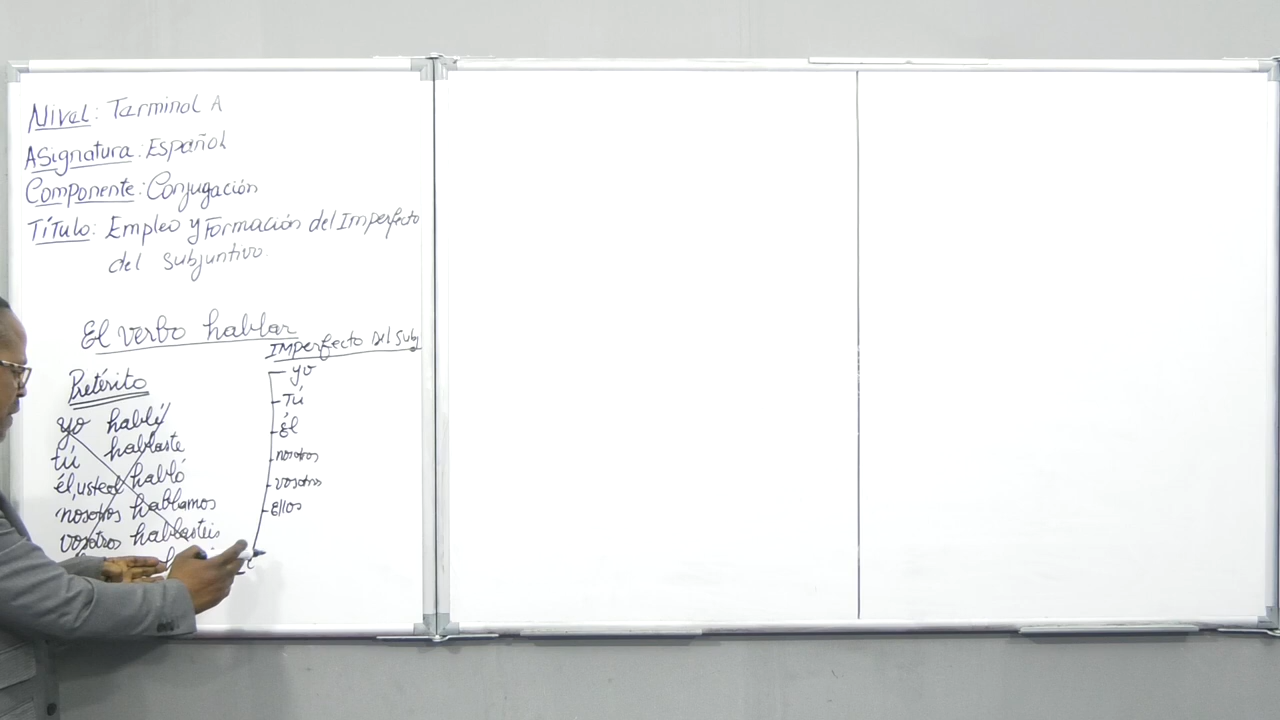 Nivel: Terminal A
Asignatura: Español
Componente: Conjugación
Título: Empleo y Formación del Imperfecto
del Subjuntivo.
El verbo hablar
Pretérito
yo hablé
tú hablaste
él, usted habló
nosotros hablamos
vosotros hablasteis
Imperfecto Del Subj
yo
Tú
Él
nosotros
vosotros
Ellos